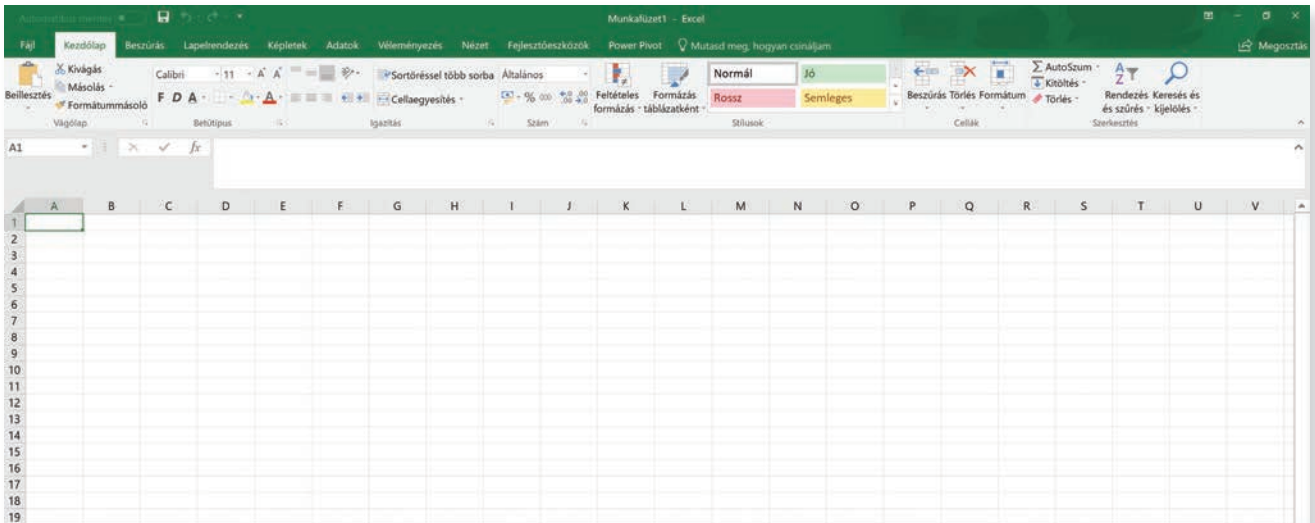 Automatikus mentés
Munkafüzet1 - Excel
Fájl Kezdőlap Beszúrás Lapelrendezés Képletek Adatok Véleményezés Nézet Fejlesztőeszközök Power Pivot Mutasd meg, hogyan csináljam Megosztás
Beillesztés
Kivágás
Másolás
Formátummásoló
Vágólap
Calibri 11 A A
F D A A
Betűtípus
Sortöréssel több sorba
Cellaegyesítés
Igazítás
Általános
% 000
Szám
Feltételes formázás
Formázás táblázatként
Normál Jó
Rossz Semleges
Stílusok
Beszúrás Törlés Formátum
Cellák
AutoSzum
Kitöltés
Törlés
Rendezés és szűrés
Keresés és kijelölés
Szerkesztés
A1 fx
A B C D E F G H I J K L M N O P Q R S T U V
1
2
3
4
5
6
7
8
9
10
11
12
13
14
15
16
17
18
19